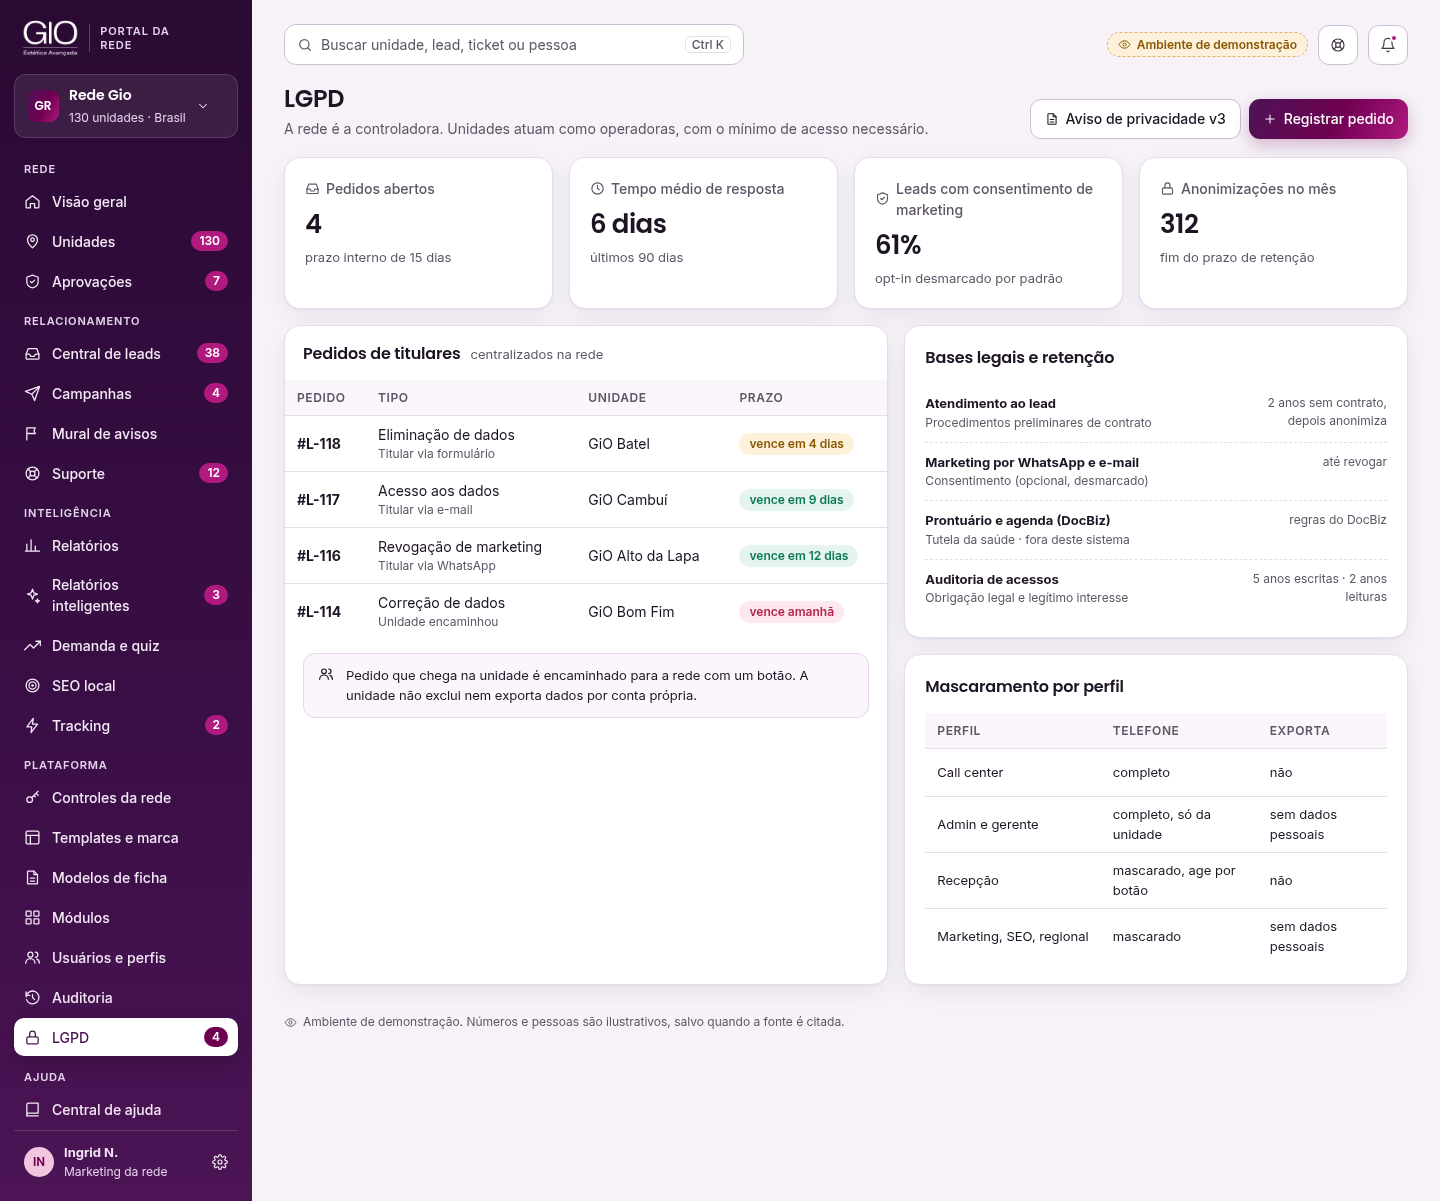 GIO
Estética Avançada
PORTAL DA
REDE
GR
Rede Gio
130 unidades · Brasil
REDE
Visão geral
Unidades 130
Aprovações 7
RELACIONAMENTO
Central de leads 38
Campanhas 4
Mural de avisos
Suporte 12
INTELIGÊNCIA
Relatórios
Relatórios
inteligentes 3
Demanda e quiz
SEO local
Tracking 2
PLATAFORMA
Controles da rede
Templates e marca
Modelos de ficha
Módulos
Usuários e perfis
Auditoria
LGPD 4
AJUDA
Central de ajuda
IN
Ingrid N.
Marketing da rede
Buscar unidade, lead, ticket ou pessoa Ctrl K
Ambiente de demonstração
LGPD
A rede é a controladora. Unidades atuam como operadoras, com o mínimo de acesso necessário.
Aviso de privacidade v3
Registrar pedido
Pedidos abertos
4
prazo interno de 15 dias
Tempo médio de resposta
6 dias
últimos 90 dias
Leads com consentimento de
marketing
61%
opt-in desmarcado por padrão
Anonimizações no mês
312
fim do prazo de retenção
Pedidos de titulares centralizados na rede
PEDIDO TIPO UNIDADE PRAZO
#L-118 Eliminação de dados GiO Batel vence em 4 dias
Titular via formulário
#L-117 Acesso aos dados GiO Cambuí vence em 9 dias
Titular via e-mail
#L-116 Revogação de marketing GiO Alto da Lapa vence em 12 dias
Titular via WhatsApp
#L-114 Correção de dados GiO Bom Fim vence amanhã
Unidade encaminhou
Pedido que chega na unidade é encaminhado para a rede com um botão. A
unidade não exclui nem exporta dados por conta própria.
Bases legais e retenção
Atendimento ao lead
Procedimentos preliminares de contrato
2 anos sem contrato,
depois anonimiza
Marketing por WhatsApp e e-mail
Consentimento (opcional, desmarcado)
até revogar
Prontuário e agenda (DocBiz)
Tutela da saúde · fora deste sistema
regras do DocBiz
Auditoria de acessos
Obrigação legal e legítimo interesse
5 anos escritas · 2 anos
leituras
Mascaramento por perfil
PERFIL TELEFONE EXPORTA
Call center completo não
Admin e gerente
completo, só da
unidade
sem dados
pessoais
Recepção
mascarado, age por
botão
não
Marketing, SEO, regional mascarado
sem dados
pessoais
Ambiente de demonstração. Números e pessoas são ilustrativos, salvo quando a fonte é citada.